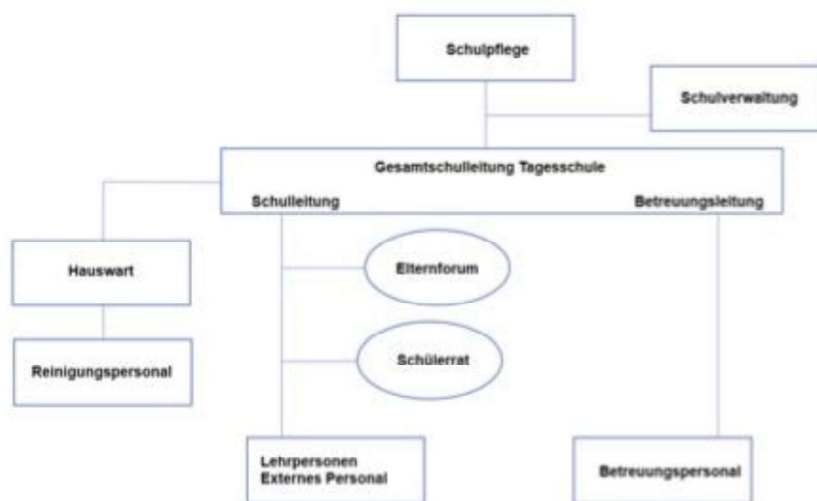 Schulpflege
Schulverwaltung
Gesamtschulleitung Tagesschule
Schulleitung
Betreuungsleitung
Hauswart
Elternforum
Reinigungspersonal
Schülerrat
Lehrpersonen
Externes Personal
Betreuungspersonal